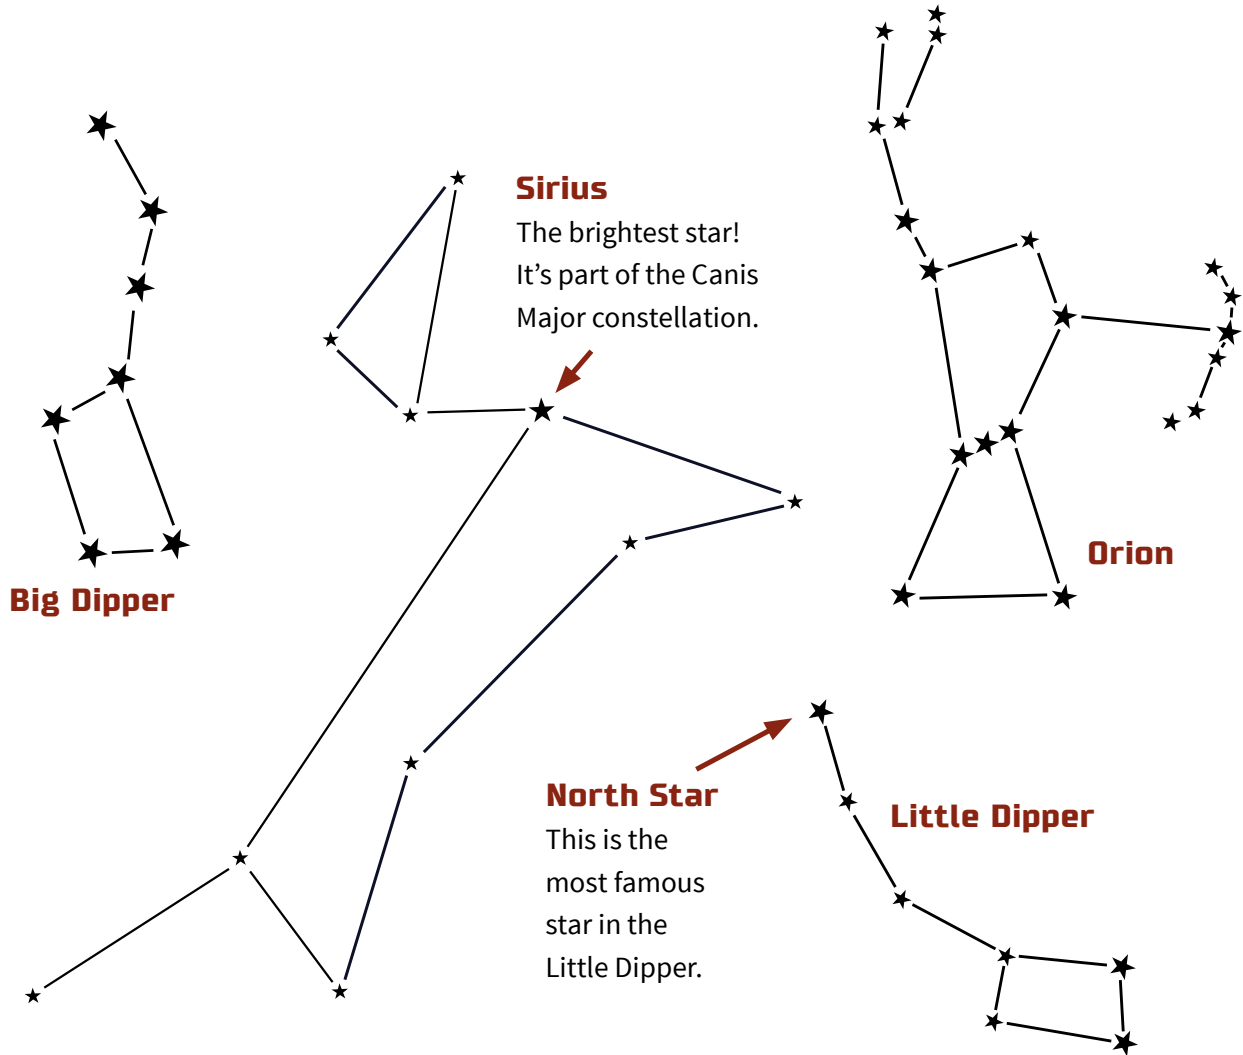 Sirius
The brightest star!
It’s part of the Canis
Major constellation.
Big Dipper
Orion
North Star
This is the
most famous
star in the
Little Dipper.
Little Dipper